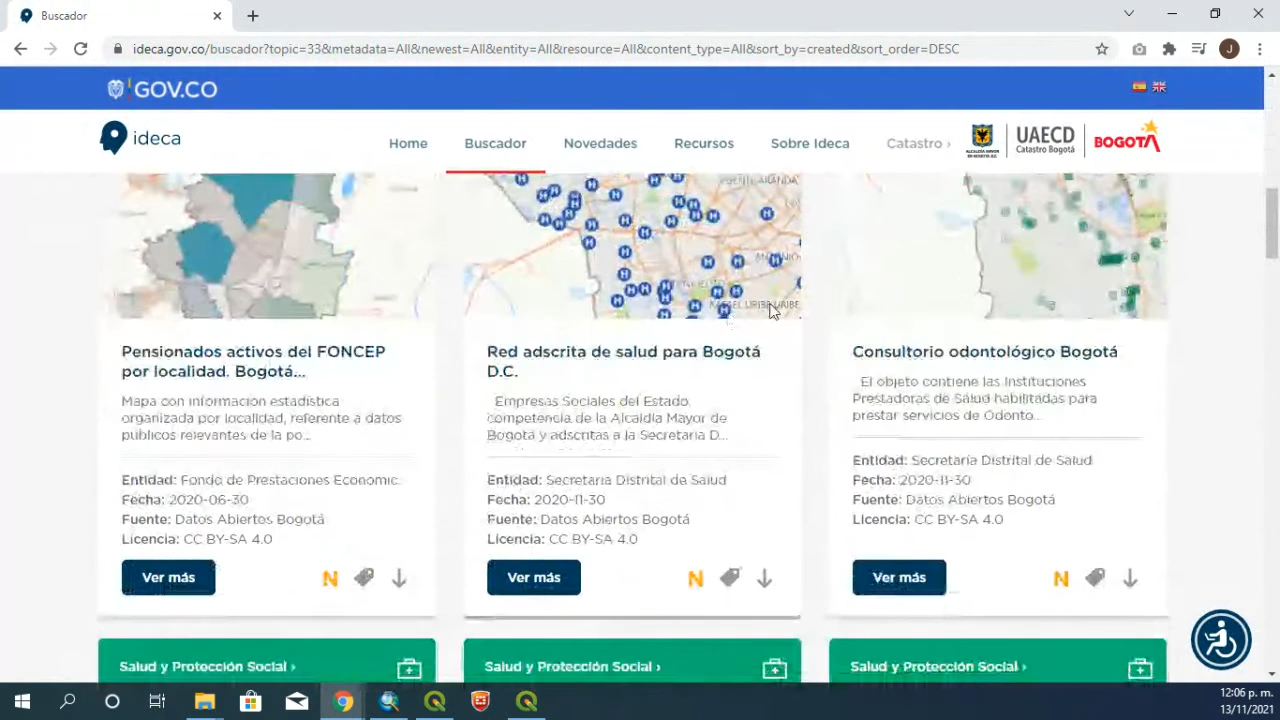 Buscador
ideca.gov.co/buscador?topic=33&metadata=All&newest=All&entity=All&resource=All&content_type=All&sort_by=created&sort_order=DESC
J
GOV.CO
ideca
Home
Buscador
Novedades
Recursos
Sobre Ideca
Catastro ›
UAECD
Catastro Bogotá
BOGOTÁ
Pensionados activos del FONCEP
por localidad. Bogotá...
Mapa con información estadística
organizada por localidad, referente a datos
públicos relevantes de la po...
Entidad: Fondo de Prestaciones Economic.
Fecha: 2020-06-30
Fuente: Datos Abiertos Bogotá
Licencia: CC BY-SA 4.0
Ver más
N
Red adscrita de salud para Bogotá
D.C.
Empresas Sociales del Estado,
competencia de la Alcaldía Mayor de
Bogotá y adscritas a la Secretaría D...
Entidad: Secretaría Distrital de Salud
Fecha: 2020-11-30
Fuente: Datos Abiertos Bogotá
Licencia: CC BY-SA 4.0
Ver más
N
Consultorio odontológico Bogotá
El objeto contiene las Instituciones
Prestadoras de Salud habilitadas para
prestar servicios de Odonto...
Entidad: Secretaría Distrital de Salud
Fecha: 2020-11-30
Fuente: Datos Abiertos Bogotá
Licencia: CC BY-SA 4.0
Ver más
N
Salud y Protección Social ›
Salud y Protección Social ›
Salud y Protección Social ›
12:06 p. m.
13/11/2021